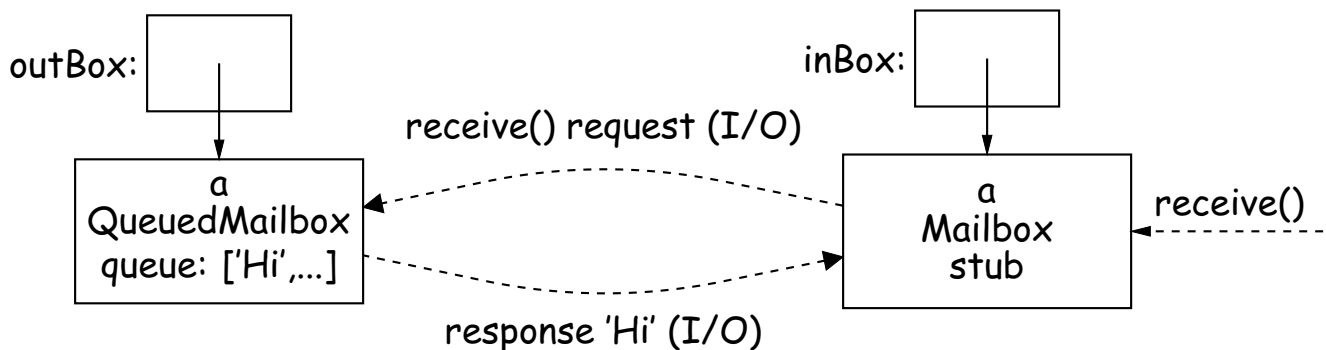 outBox:
inBox:
receive() request (I/O)
a
QueuedMailbox
queue: ['Hi',...]
a
Mailbox
stub
receive()
response 'Hi' (I/O)